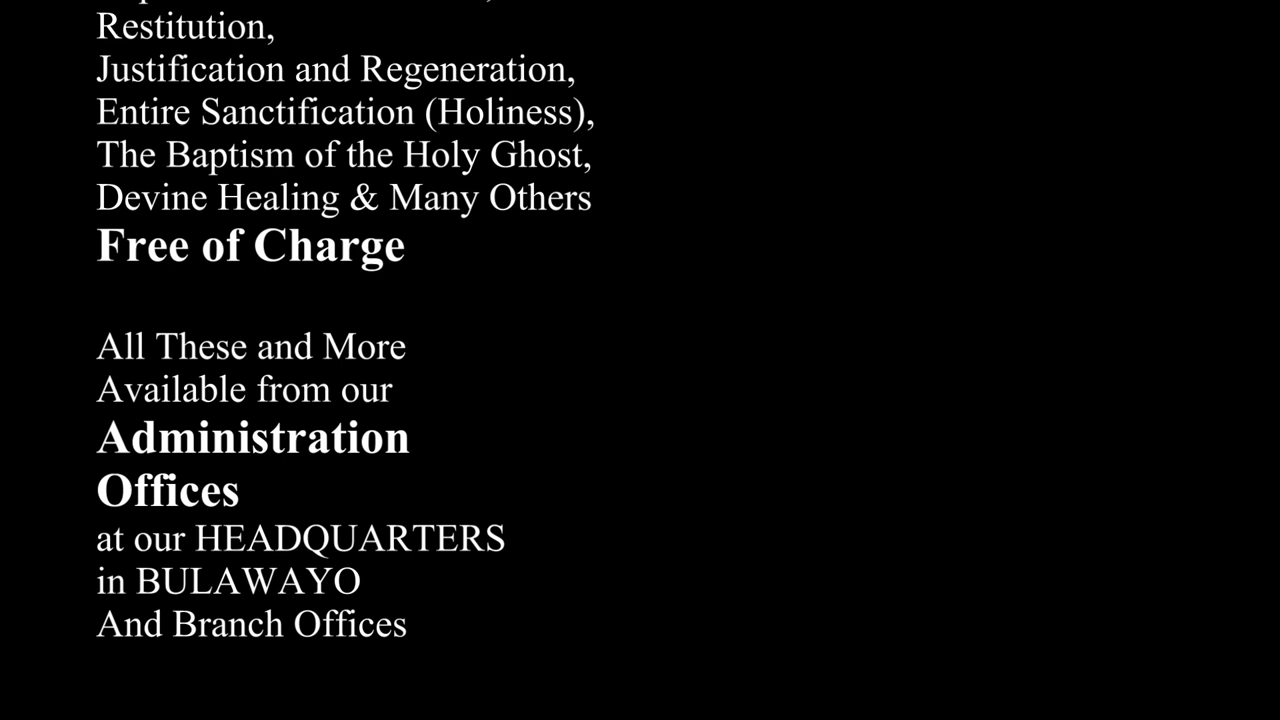 Restitution,
Justification and Regeneration,
Entire Sanctification (Holiness),
The Baptism of the Holy Ghost,
Devine Healing & Many Others
Free of Charge
All These and More
Available from our
Administration
Offices
at our HEADQUARTERS
in BULAWAYO
And Branch Offices